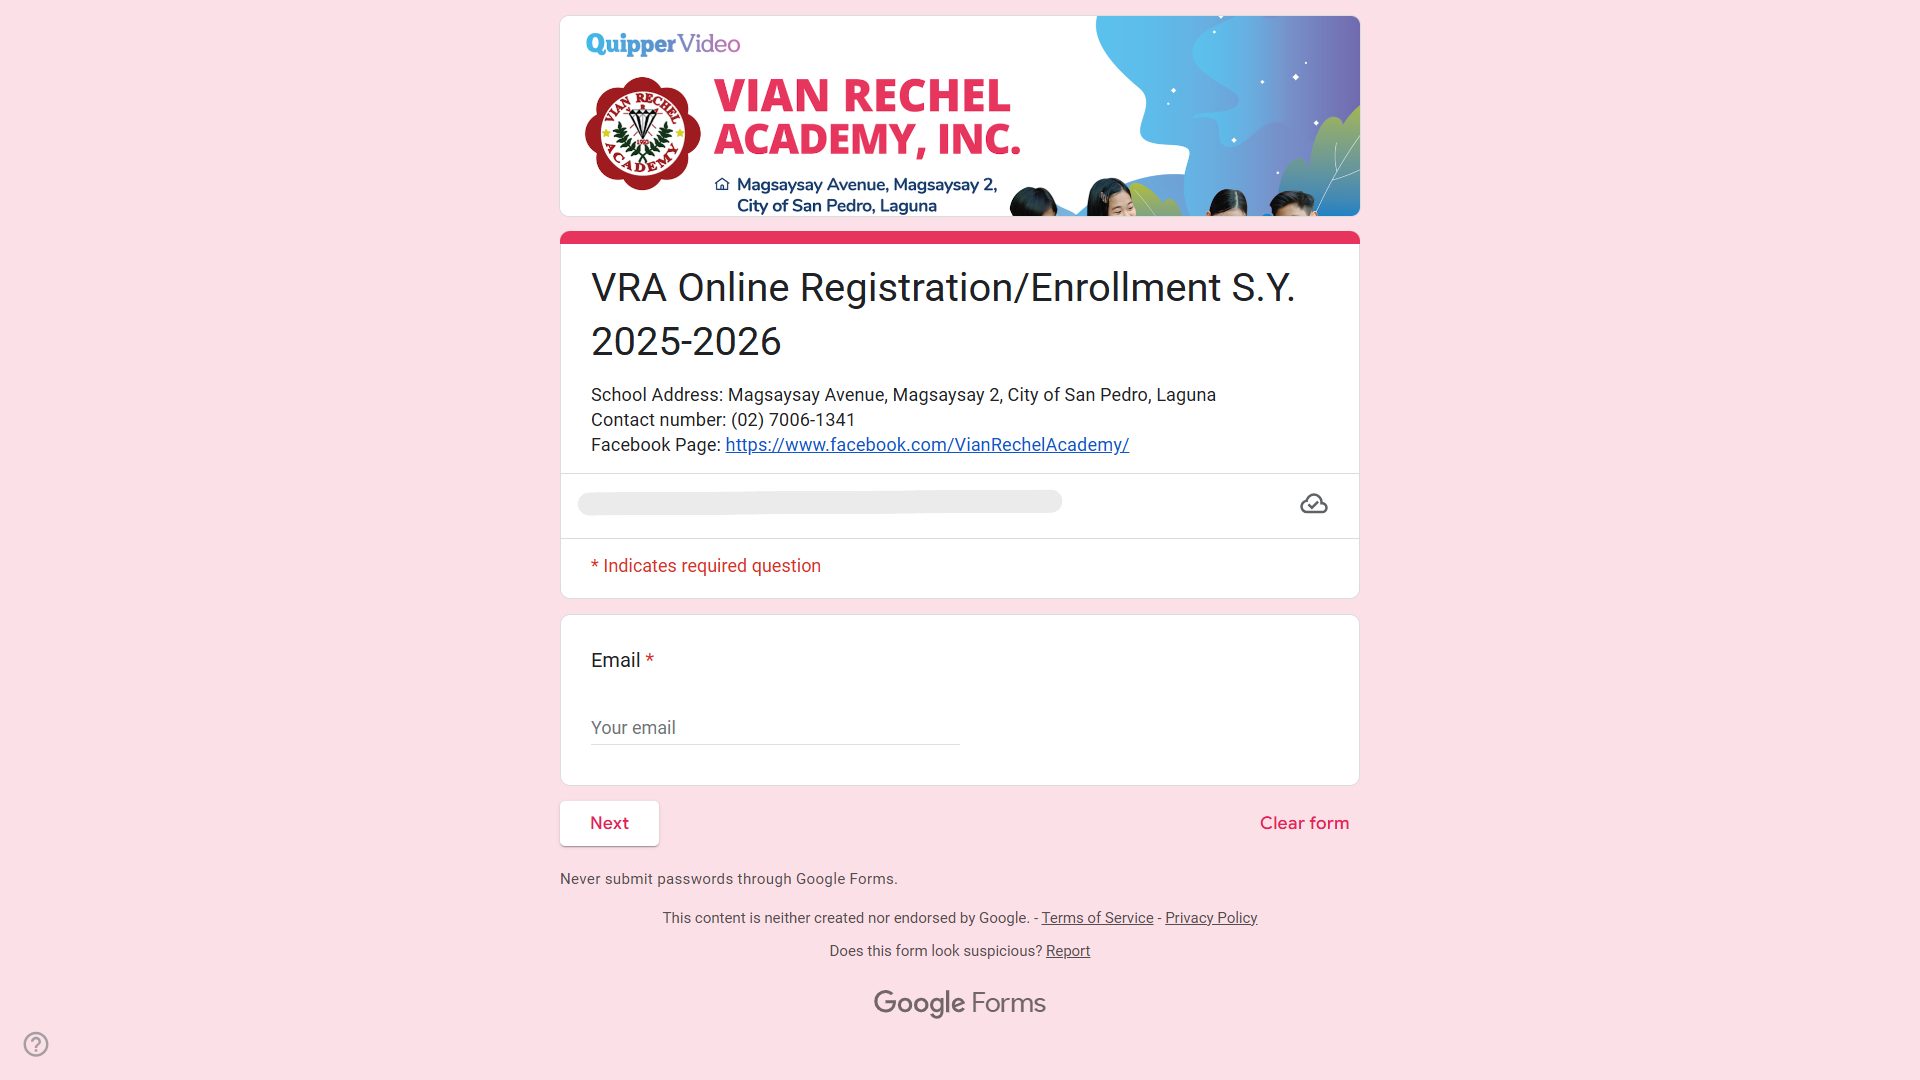 QuipperVideo
VIAN RECHEL
ACADEMY, INC.
VIAN RECHEL
1983
ACADEMY
Magsaysay Avenue, Magsaysay 2,
City of San Pedro, Laguna
VRA Online Registration/Enrollment S.Y.
2025-2026
School Address: Magsaysay Avenue, Magsaysay 2, City of San Pedro, Laguna
Contact number: (02) 7006-1341
Facebook Page: https://www.facebook.com/VianRechelAcademy/
* Indicates required question
Email *
Your email
Next
Clear form
Never submit passwords through Google Forms.
This content is neither created nor endorsed by Google. - Terms of Service - Privacy Policy
Does this form look suspicious? Report
Google Forms